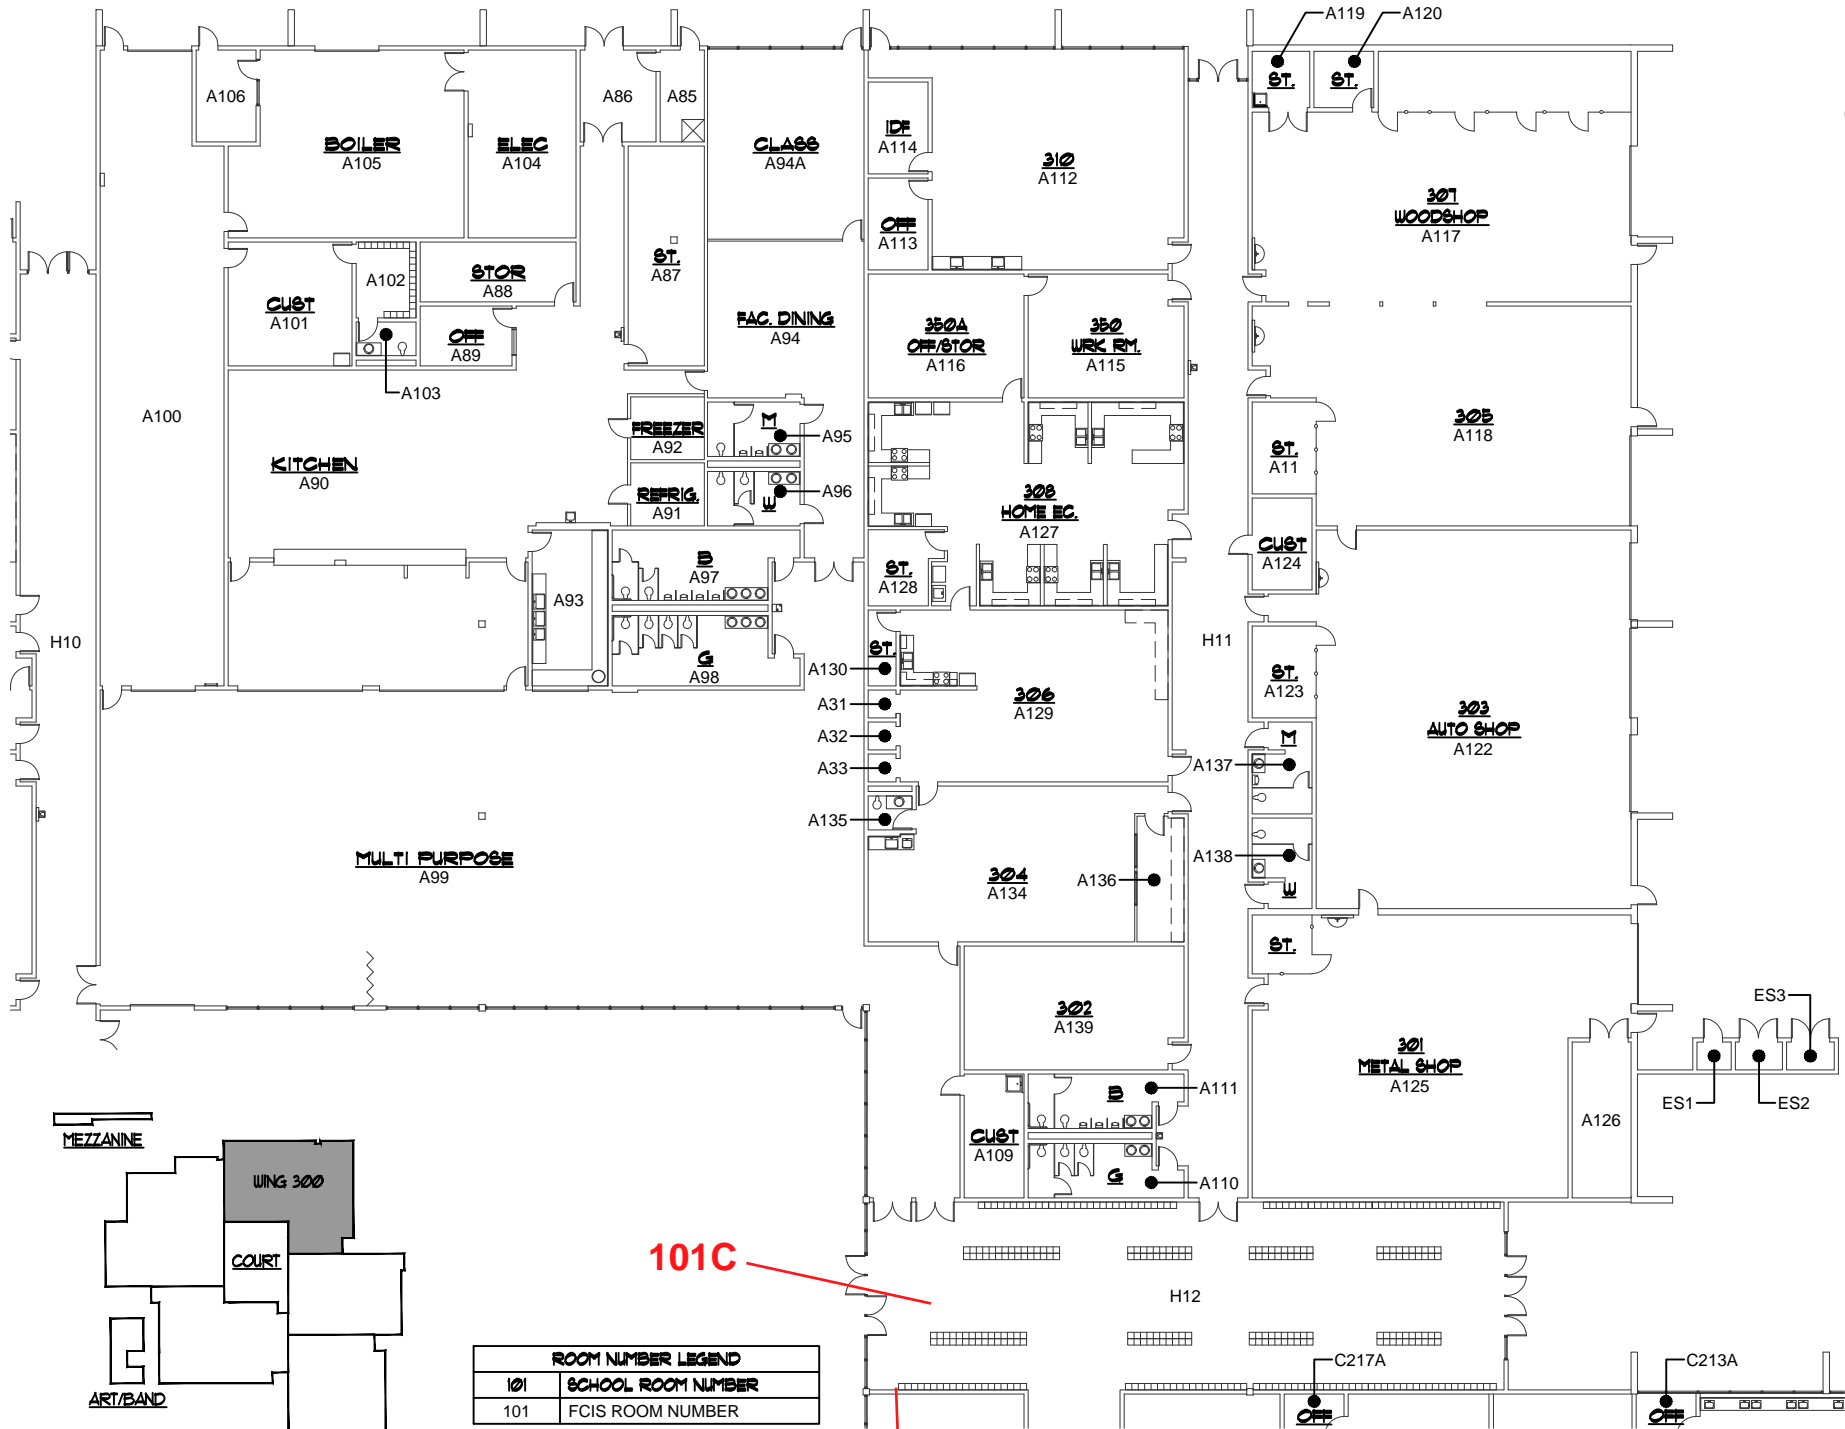 A119
A120
ST.
ST.
A106
A86
A85
BOILER
A105
ELEC
A104
CLASS
A94A
IDF
A114
310
A112
307
WOODSHOP
A117
OFF
A113
ST.
A87
A102
STOR
A88
CUST
A101
OFF
A89
FAC. DINING
A94
350A
OFF/STOR
A116
350
WRK RM.
A115
A103
A100
FREEZER
A92
M
A95
305
A118
ST.
A11
KITCHEN
A90
REFRIG.
A91
A96
W
308
HOME EC.
A127
CUST
A124
B
A97
ST.
A128
A93
H10
H11
G
A98
ST.
A130
ST.
A123
306
A129
A31
A32
A33
303
AUTO SHOP
A122
M
A137
A135
MULTI PURPOSE
A99
304
A134
A136
A138
W
ST.
302
A139
ES3
301
METAL SHOP
A125
ES1
ES2
A126
B
A111
CUST
A109
G
A110
MEZZANINE
WING 300
COURT
ART/BAND
101C
H12
ROOM NUMBER LEGEND
101 SCHOOL ROOM NUMBER
101 FCIS ROOM NUMBER
C217A
OFF
C213A
OFF